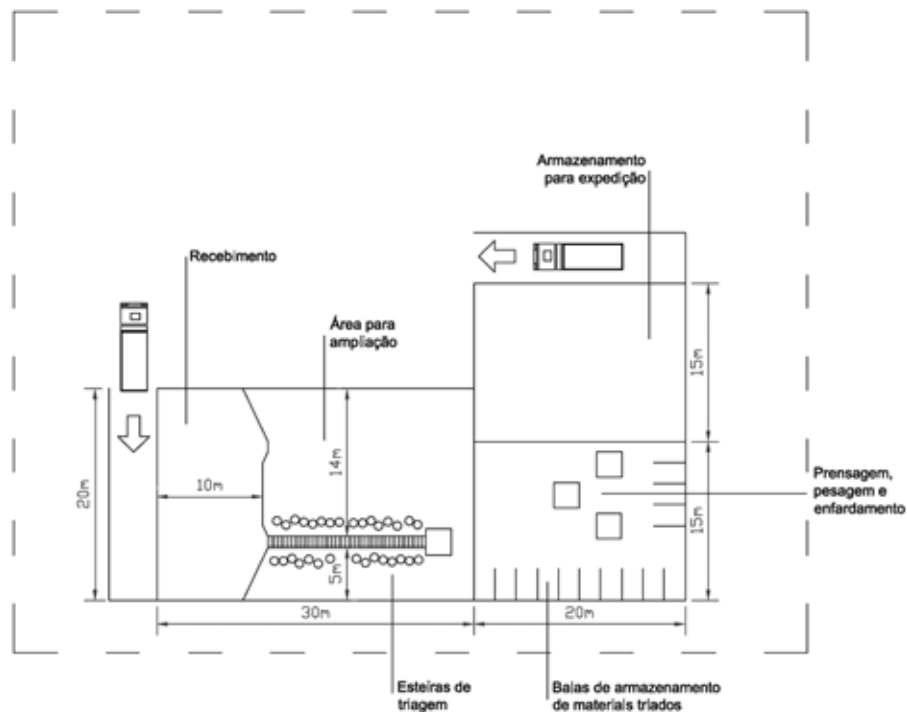 Armazenamento
para expedição
Recebimento
Área para
ampliação
15m
20m
10m
14m
Prensagem,
pesagem e
enfardamento
15m
5m
30m
20m
Esteiras de
triagem
Baias de armazenamento
de materiais triados